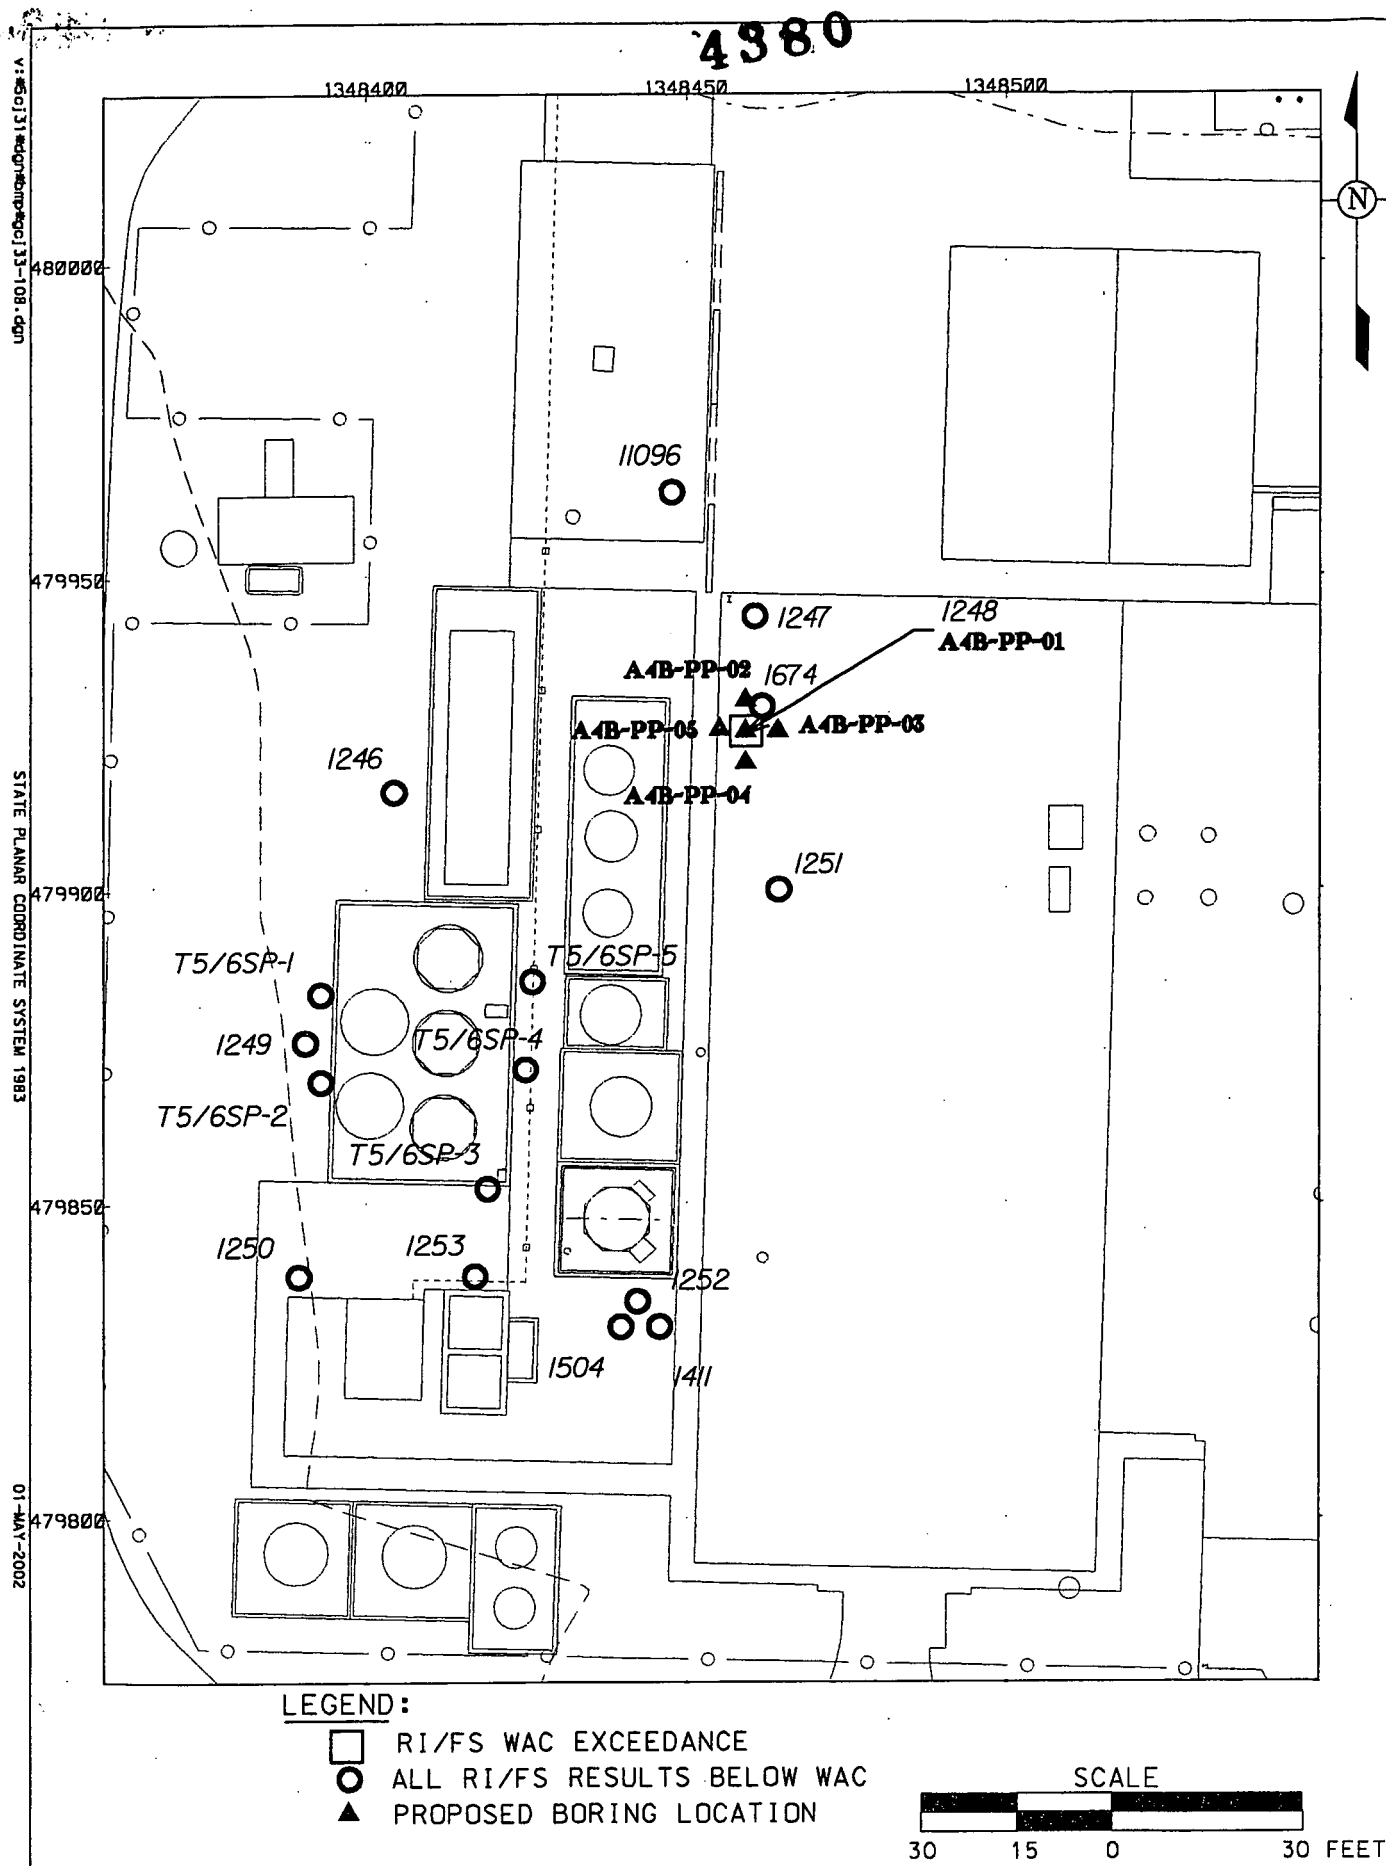 4380
1348400
1348450
1348500
N
480000
11096
479950
1247
1248
A4B-PP-01
A4B-PP-02
1674
A4B-PP-05
A4B-PP-03
1246
A4B-PP-04
1251
479900
T5/6SP-1
T5/6SP-5
1249
T5/6SP-4
T5/6SP-2
T5/6SP-3
479850
1250
1253
1252
1504
1411
479800
STATE PLANAR COORDINATE SYSTEM 1983
01-MAY-2002
LEGEND:
RI/FS WAC EXCEEDANCE
ALL RI/FS RESULTS BELOW WAC
PROPOSED BORING LOCATION
SCALE
30 15 0 30 FEET